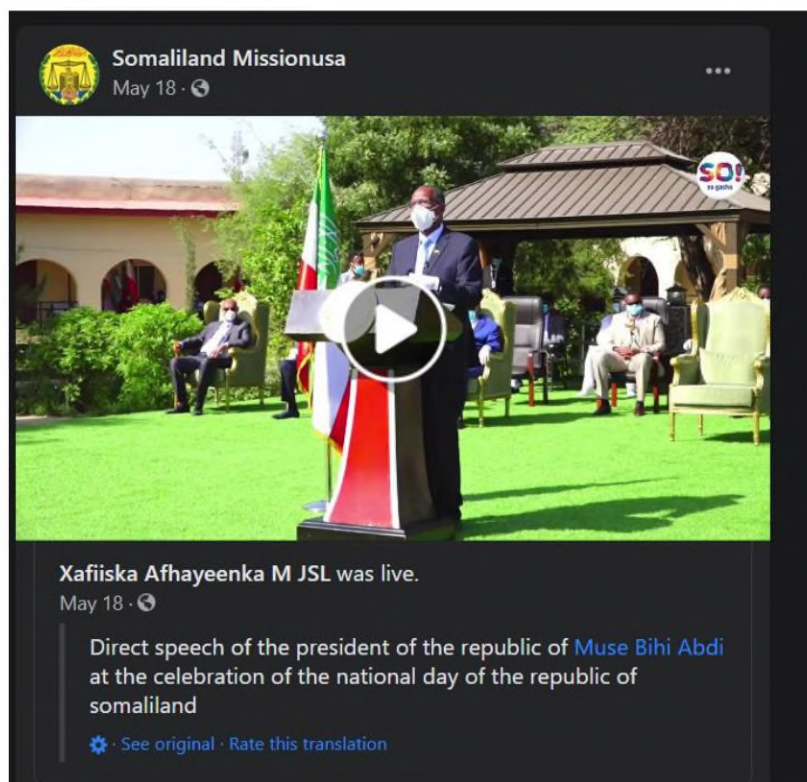 Somaliland Missionusa
May 18 ·
SO!
so gasha
Xafiiska Afhayeenka M JSL was live.
May 18 ·
Direct speech of the president of the republic of Muse Bihi Abdi
at the celebration of the national day of the republic of
somaliland
· See original · Rate this translation